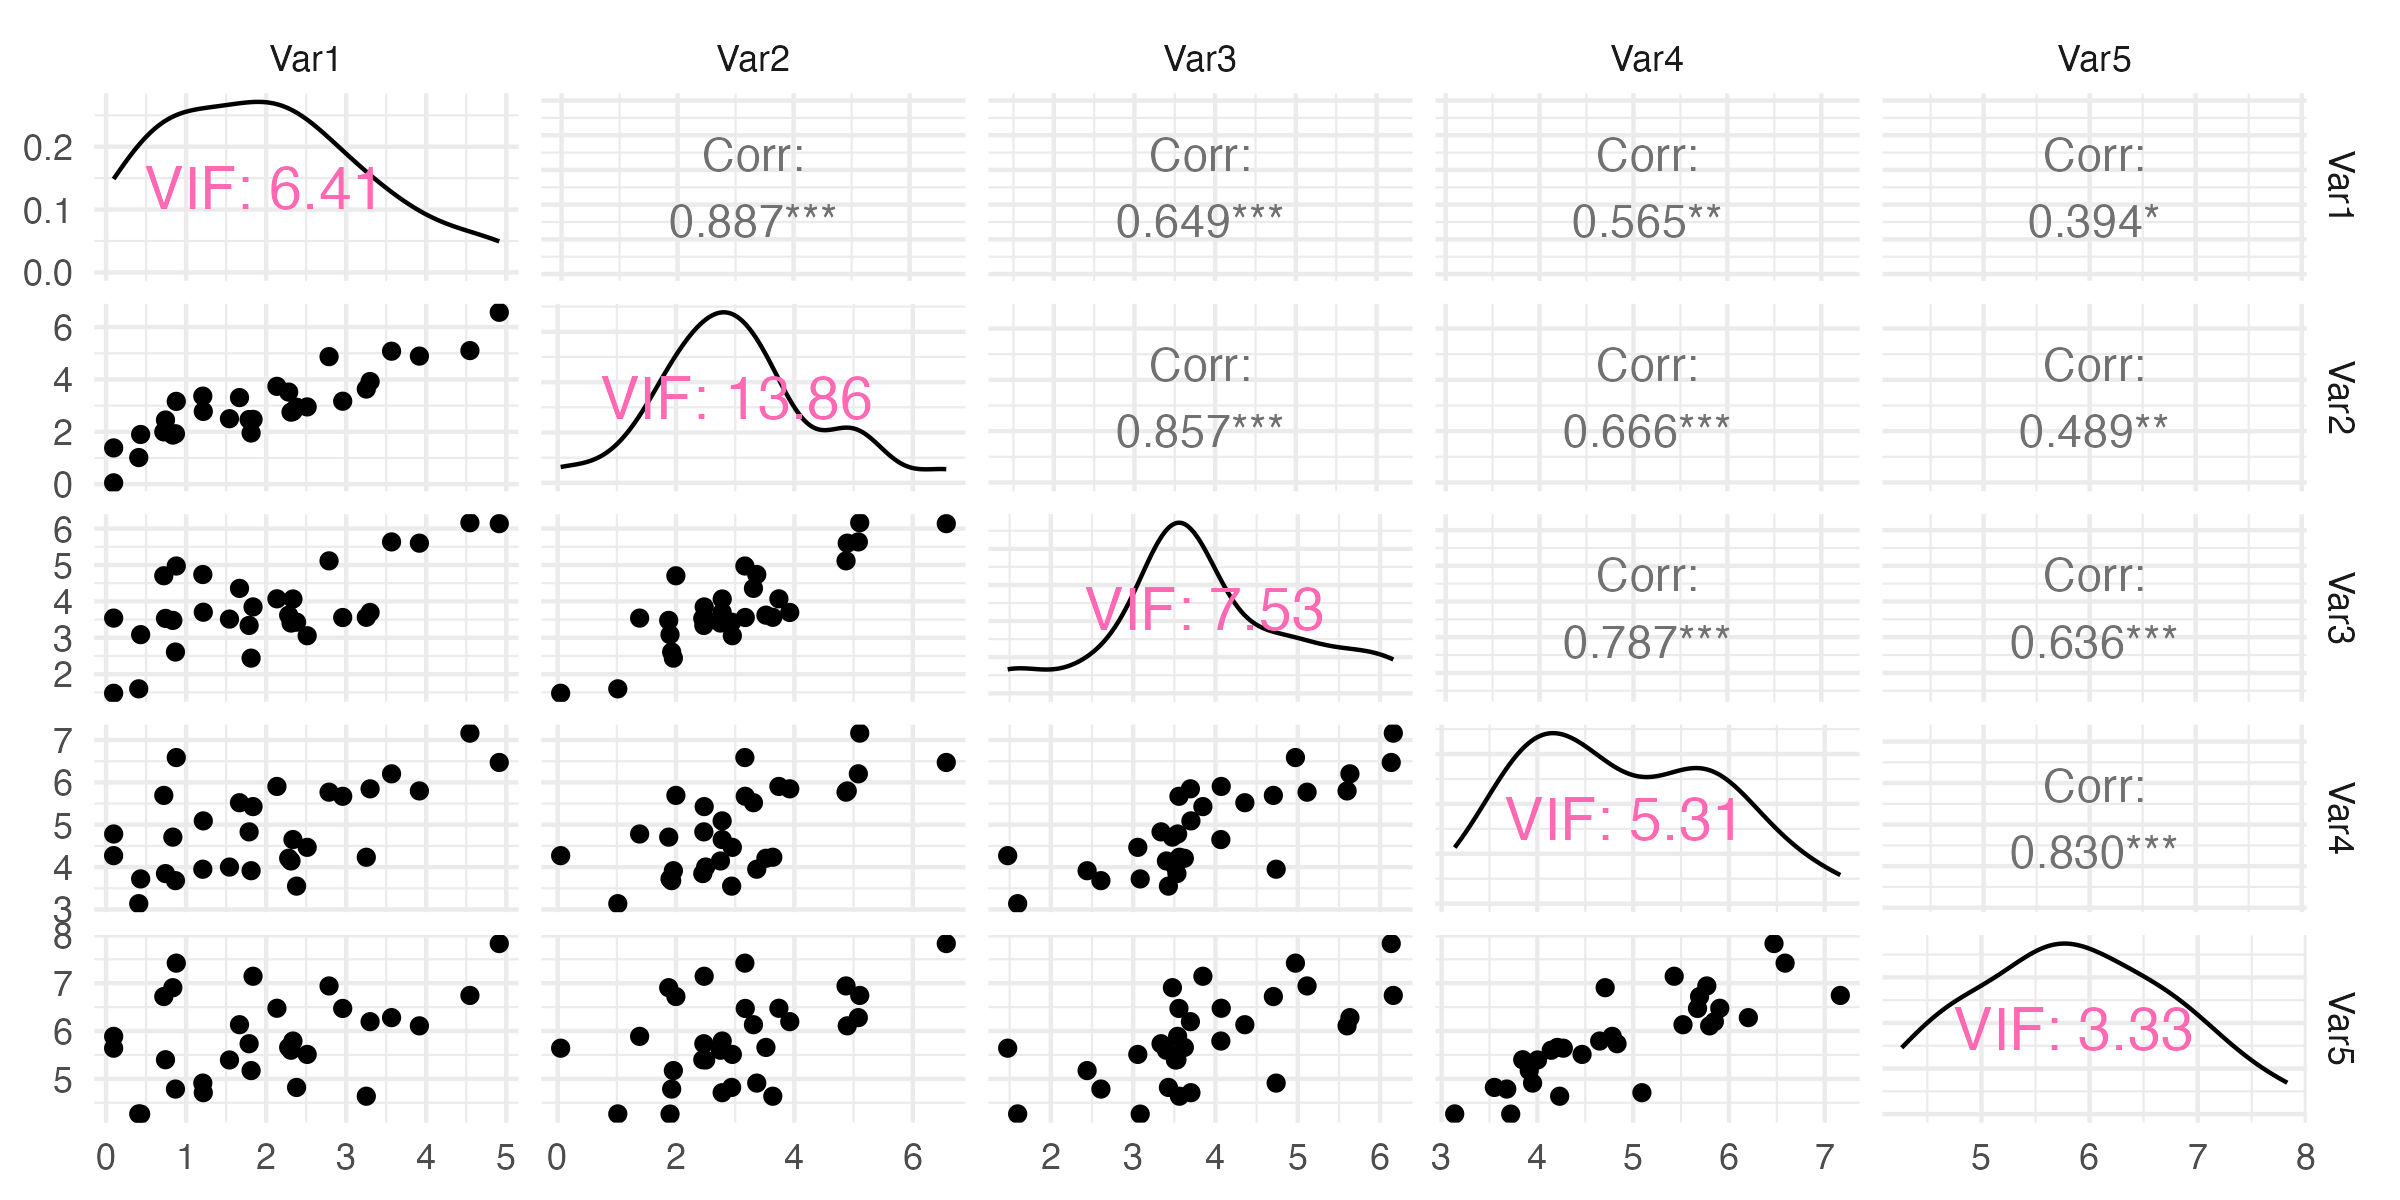 Var1 Var2 Var3 Var4 Var5
0.2
0.1
0.0
VIF: 6.41
Corr:
0.887***
Corr:
0.649***
Corr:
0.565**
Corr:
0.394*
Var1
6
4
2
0
VIF: 13.86
Corr:
0.857***
Corr:
0.666***
Corr:
0.489**
Var2
6
5
4
3
2
VIF: 7.53
Corr:
0.787***
Corr:
0.636***
Var3
7
6
5
4
3
VIF: 5.31
Corr:
0.830***
Var4
8
7
6
5
VIF: 3.33
Var5
0 1 2 3 4 5
0 2 4 6
2 3 4 5 6
3 4 5 6 7
5 6 7 8